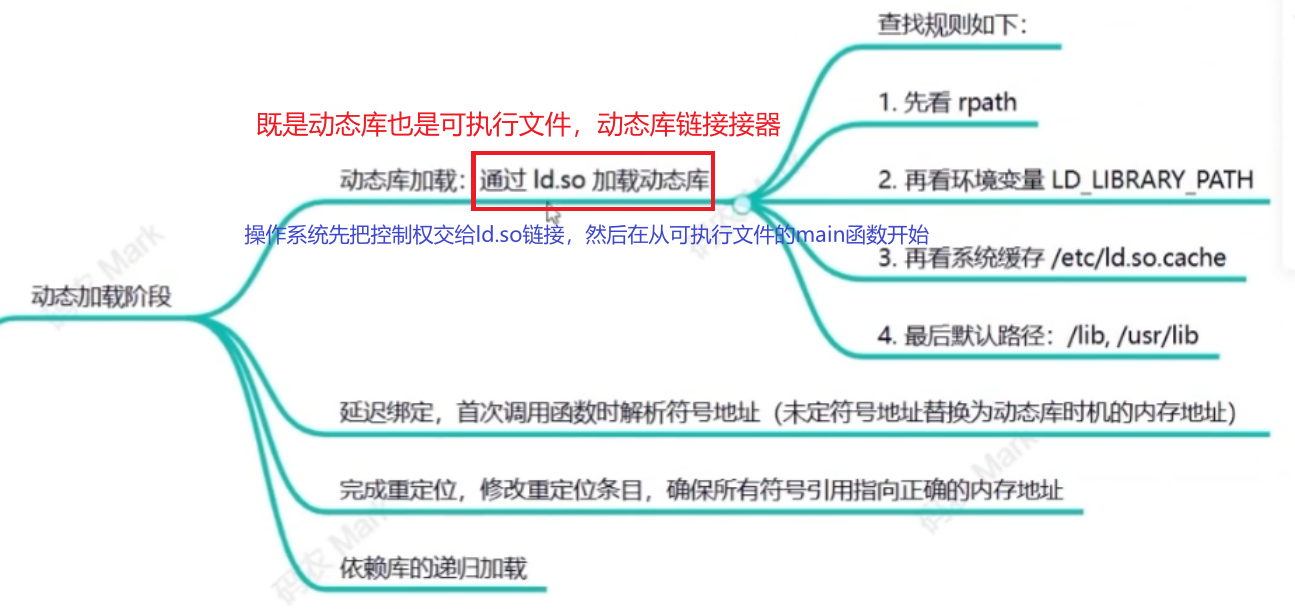 查找规则如下：
1. 先看 rpath
既是动态库也是可执行文件，动态库链接接器
动态库加载：通过 ld.so 加载动态库
2. 再看环境变量 LD_LIBRARY_PATH
操作系统先把控制权交给ld.so链接，然后在从可执行文件的main函数开始
3. 再看系统缓存 /etc/ld.so.cache
动态加载阶段
4. 最后默认路径：/lib, /usr/lib
延迟绑定，首次调用函数时解析符号地址（未定符号地址替换为动态库时机的内存地址）
完成重定位，修改重定位条目，确保所有符号引用指向正确的内存地址
依赖库的递归加载
码农 Mark
码农 Mark
码农 Mark